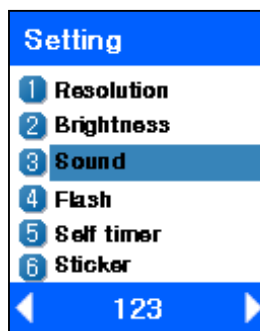 Setting
1 Resolution
2 Brightness
3 Sound
4 Flash
5 Self timer
6 Sticker
123